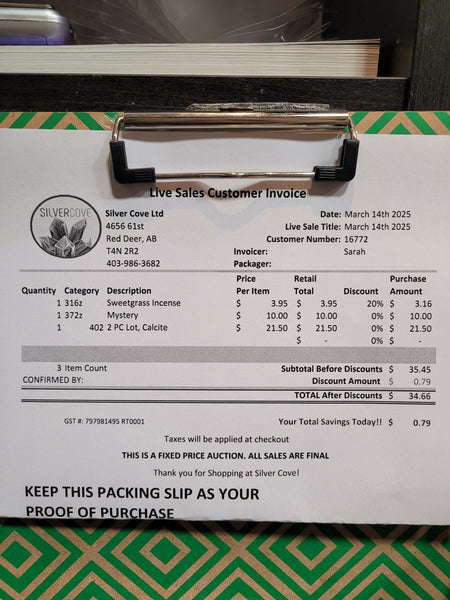 Live Sales Customer Invoice
SILVERCOVE
Silver Cove Ltd
4656 61st
Red Deer, AB
T4N 2R2
403-986-3682
Date: March 14th 2025
Live Sale Title: March 14th 2025
Customer Number: 16772
Invoicer: Sarah
Packager:
Quantity Category Description Price Per Item Retail Total Discount Purchase Amount
1 316z Sweetgrass Incense $ 3.95 $ 3.95 20% $ 3.16
1 372z Mystery $ 10.00 $ 10.00 0% $ 10.00
1 402 2 PC Lot, Calcite $ 21.50 $ 21.50 0% $ 21.50
$ - 0% $ -
3 Item Count Subtotal Before Discounts $ 35.45
CONFIRMED BY: Discount Amount $ 0.79
TOTAL After Discounts $ 34.66
GST #: 797981495 RT0001 Your Total Savings Today!! $ 0.79
Taxes will be applied at checkout
THIS IS A FIXED PRICE AUCTION. ALL SALES ARE FINAL
Thank you for Shopping at Silver Cove!
KEEP THIS PACKING SLIP AS YOUR
PROOF OF PURCHASE